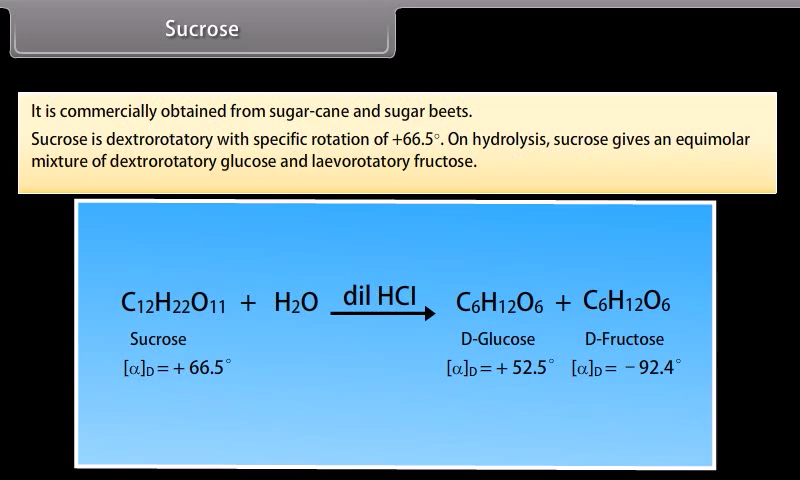 Sucrose
It is commercially obtained from sugar-cane and sugar beets.
Sucrose is dextrorotatory with specific rotation of +66.5°. On hydrolysis, sucrose gives an equimolar
mixture of dextrorotatory glucose and laevorotatory fructose.
C₁₂H₂₂O₁₁ + H₂O dil HCl C₆H₁₂O₆ + C₆H₁₂O₆
Sucrose D-Glucose D-Fructose
[α]D = + 66.5° [α]D = + 52.5° [α]D = − 92.4°